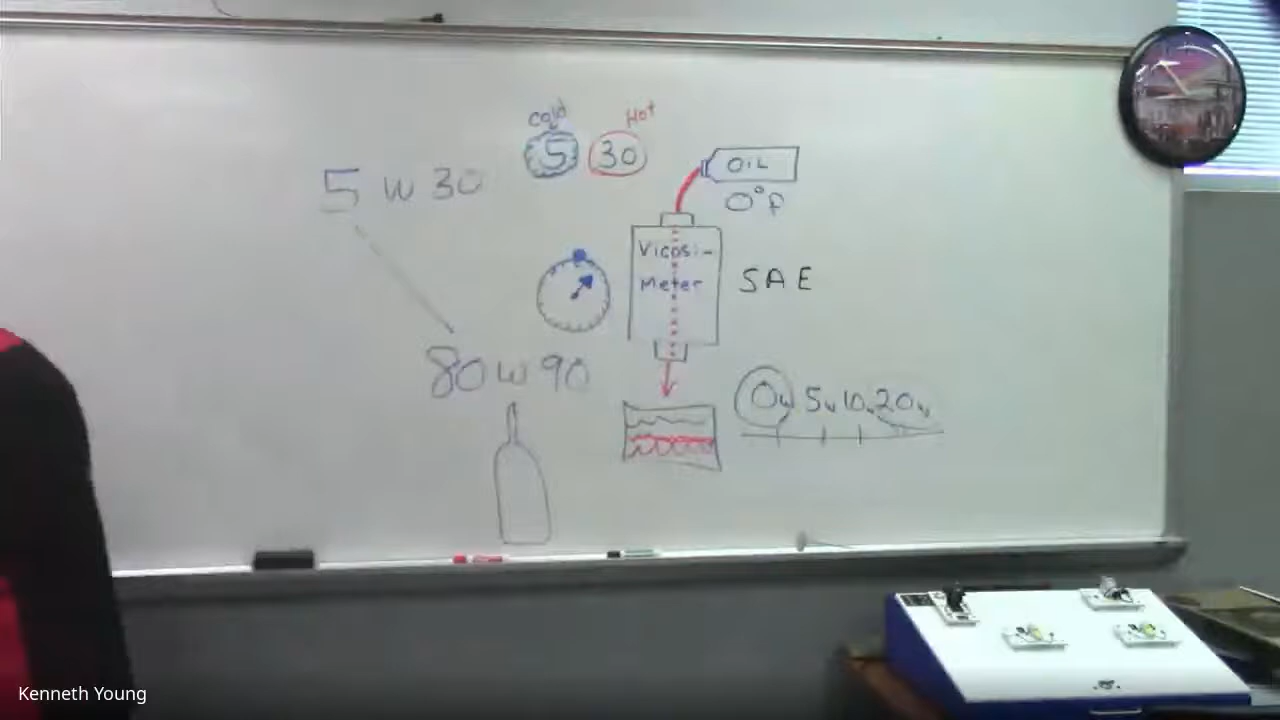 Cold Hot
5 30
5 W 30
OIL
0°F
Vicosi-
Meter
SAE
80 W 90
0w 5w 10w 20w
Kenneth Young